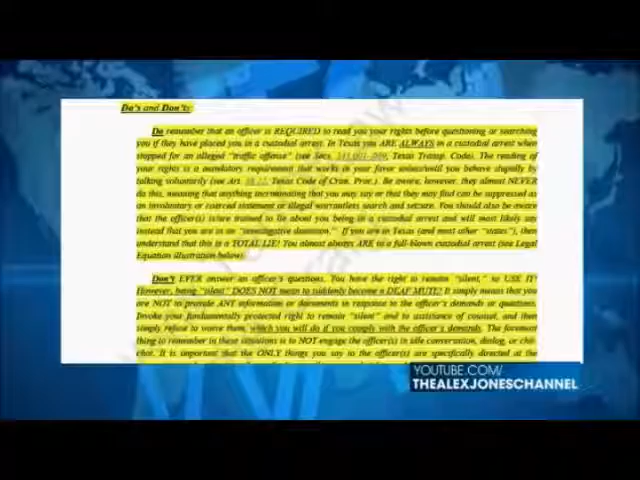 Do's and Don'ts:
Do remember that an officer is REQUIRED to read you your rights before questioning or searching
you if they have placed you in a custodial arrest. In Texas you ARE ALWAYS in a custodial arrest when
stopped for an alleged "traffic offense" (see Secs. Texas Transp. Code). The reading of
your rights is a mandatory requirement that works in your favor unless/until you behave stupidly by
talking voluntarily (see Art. Texas Code of Crim. Proc.). Be aware, however, they almost NEVER
do this, meaning that anything incriminating that you may say or that they may find can be suppressed as
an involuntary or coerced statement or illegal warrantless search and seizure. You should also be aware
that the officer(s) is/are trained to lie about you being in a custodial arrest and will most likely say
instead that you are in an "investigative detention." If you are in Texas (and most other "states"), then
understand that this is a TOTAL LIE! You almost always ARE in a full-blown custodial arrest (see Legal
Equation illustration below).
Don't EVER answer an officer's questions. You have the right to remain "silent," so USE IT!
However, being "silent" DOES NOT mean to suddenly become a DEAF MUTE! It simply means that you
are NOT to provide ANY information or documents in response to the officer's demands or questions.
Invoke your fundamentally protected right to remain "silent" and to assistance of counsel, and then
simply refuse to waive them, which you will do if you comply with the officer's demands. The foremost
thing to remember in these situations is to NOT engage the officer(s) in idle conversation, dialog, or chit-
chat. It is important that the ONLY things you say to the officer(s) are specifically directed at the
YOUTUBE.COM/
THEALEXJONESCHANNEL